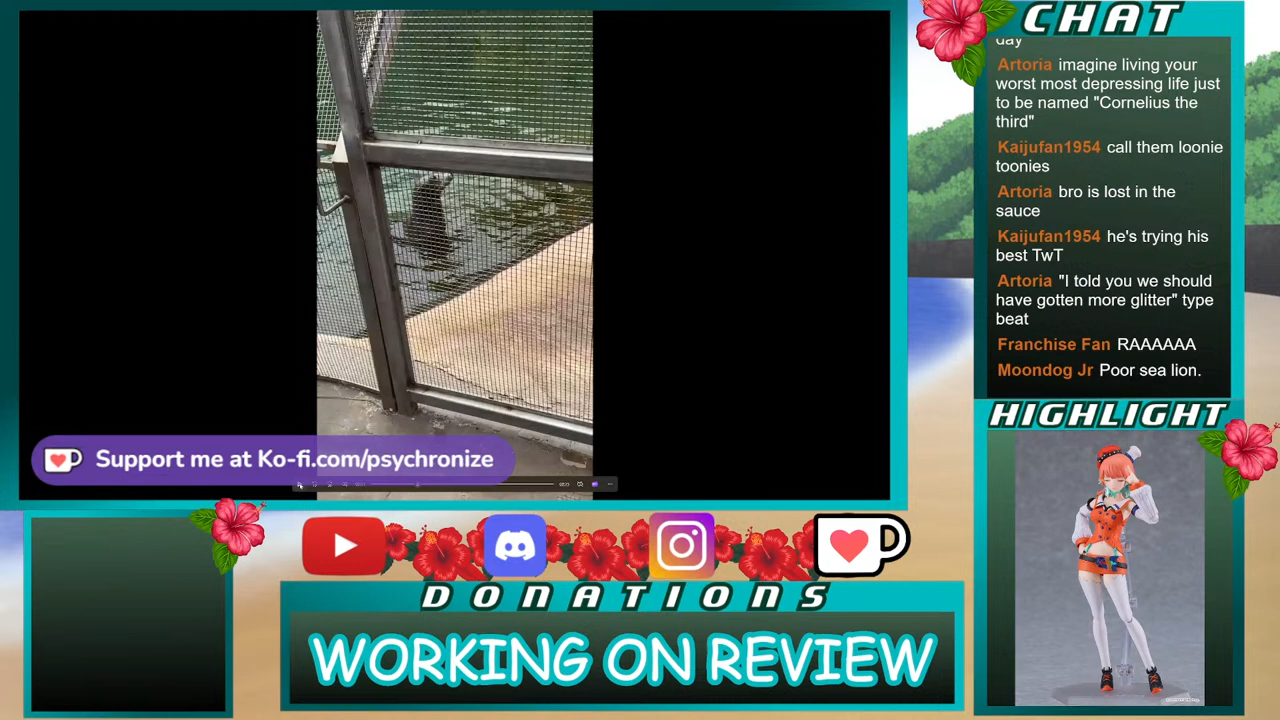 CHAT
day
Artoria imagine living your
worst most depressing life just
to be named "Cornelius the
third"
Kaijufan1954 call them loonie
toonies
Artoria bro is lost in the
sauce
Kaijufan1954 he's trying his
best TwT
Artoria "I told you we should
have gotten more glitter" type
beat
Franchise Fan RAAAAAA
Moondog Jr Poor sea lion.
HIGHLIGHT
Support me at Ko-fi.com/psychronize
DONATIONS
WORKING ON REVIEW